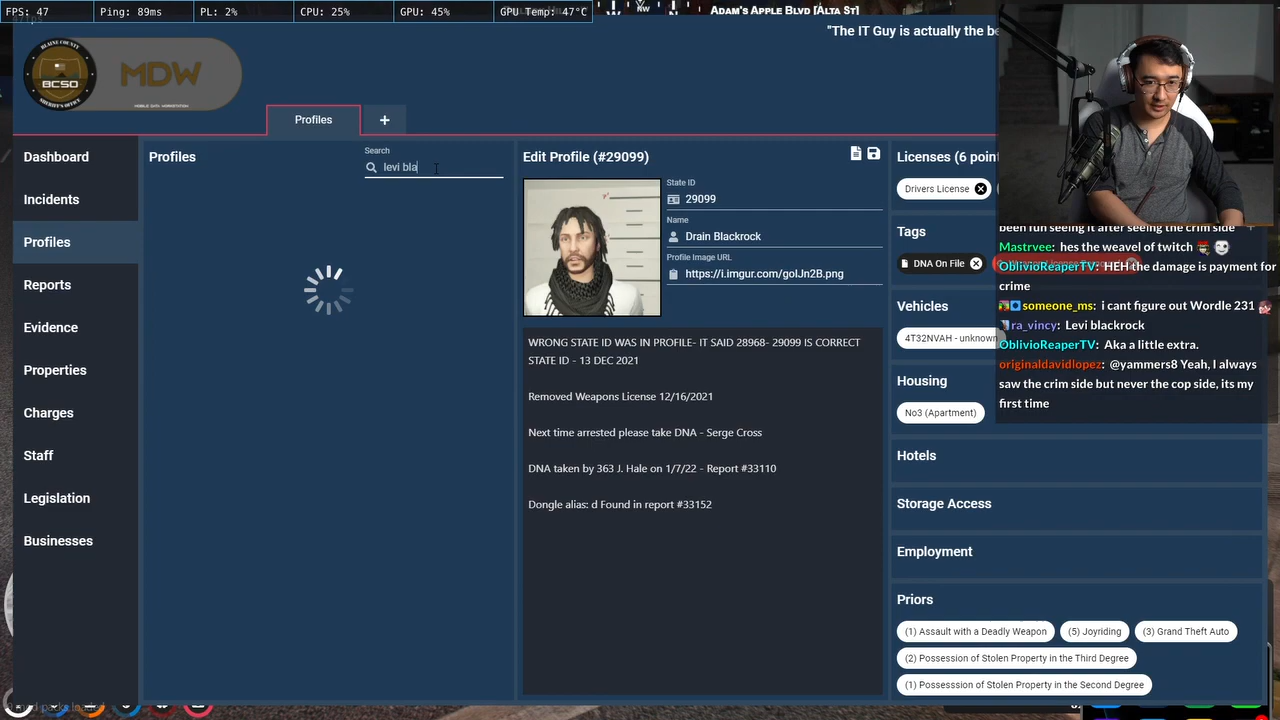 FPS: 47
Ping: 89ms
PL: 2%
CPU: 25%
GPU: 45%
GPU Temp: 47°C
Adam's Apple Blvd [Alta St]
"The IT Guy is actually the be
BLAINE COUNTY
BCSO
SHERIFF'S OFFICE
MDW
MOBILE DATA WORKSTATION
Profiles
+
Dashboard
Incidents
Profiles
Reports
Evidence
Properties
Charges
Staff
Legislation
Businesses
Profiles
Search
levi bla
Edit Profile (#29099)
State ID
29099
Name
Drain Blackrock
Profile Image URL
https://i.imgur.com/goIJn2B.png
WRONG STATE ID WAS IN PROFILE- IT SAID 28968- 29099 IS CORRECT
STATE ID - 13 DEC 2021
Removed Weapons License 12/16/2021
Next time arrested please take DNA - Serge Cross
DNA taken by 363 J. Hale on 1/7/22 - Report #33110
Dongle alias: d Found in report #33152
Licenses (6 poin
Drivers License
Tags
DNA On File
Vehicles
4T32NVAH - unknown
Housing
No3 (Apartment)
Hotels
Storage Access
Employment
Priors
(1) Assault with a Deadly Weapon
(5) Joyriding
(3) Grand Theft Auto
(2) Possession of Stolen Property in the Third Degree
(1) Possesssion of Stolen Property in the Second Degree
been fun seeing it after seeing the crim side
Mastrvee: hes the weavel of twitch
OblivioReaperTV: HEH the damage is payment for
crime
someone_ms: i cant figure out Wordle 231
ra_vincy: Levi blackrock
OblivioReaperTV: Aka a little extra.
originaldavidlopez: @yammers8 Yeah, I always
saw the crim side but never the cop side, its my
first time